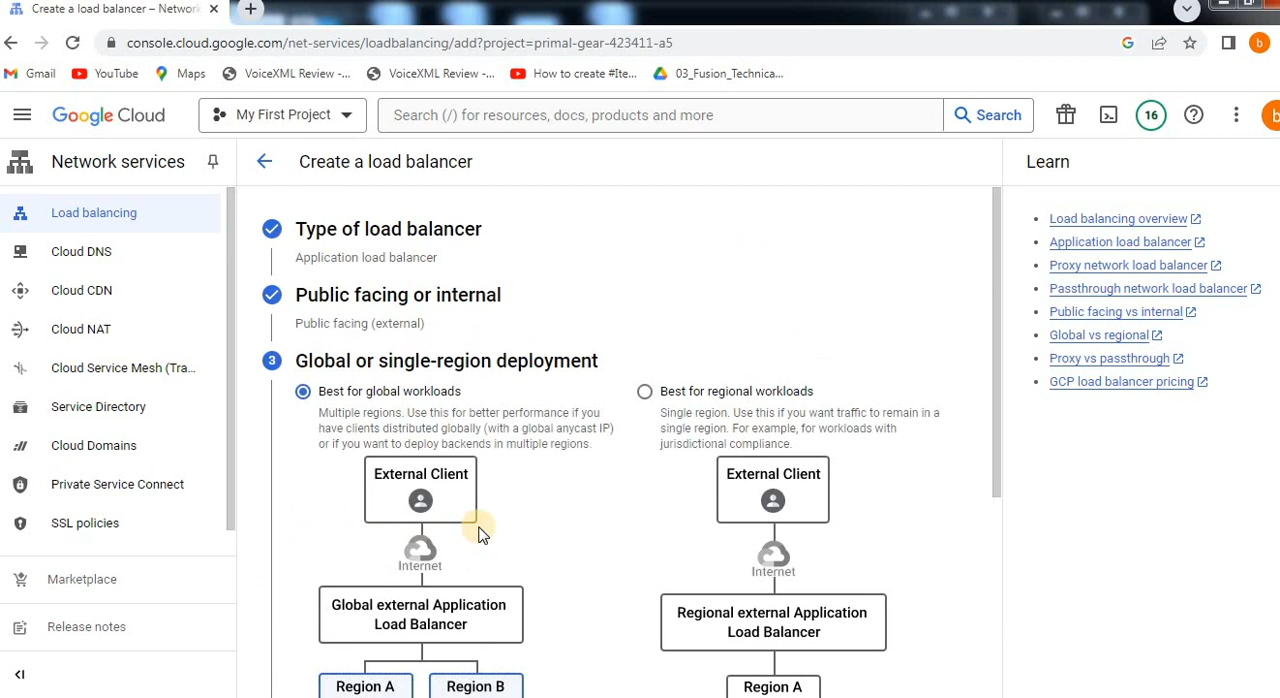 Create a load balancer – Network
console.cloud.google.com/net-services/loadbalancing/add?project=primal-gear-423411-a5
b
Gmail
YouTube
Maps
VoiceXML Review -...
VoiceXML Review -...
How to create #Ite...
03_Fusion_Technica...
Google Cloud
My First Project
Search (/) for resources, docs, products and more
Search
16
b
Network services
Create a load balancer
Learn
Load balancing
Cloud DNS
Cloud CDN
Cloud NAT
Cloud Service Mesh (Tra...
Service Directory
Cloud Domains
Private Service Connect
SSL policies
Marketplace
Release notes
Type of load balancer
Application load balancer
Public facing or internal
Public facing (external)
3 Global or single-region deployment
Best for global workloads
Multiple regions. Use this for better performance if you
have clients distributed globally (with a global anycast IP)
or if you want to deploy backends in multiple regions.
External Client
Internet
Global external Application
Load Balancer
Region A
Region B
Best for regional workloads
Single region. Use this if you want traffic to remain in a
single region. For example, for workloads with
jurisdictional compliance.
External Client
Internet
Regional external Application
Load Balancer
Region A
Load balancing overview
Application load balancer
Proxy network load balancer
Passthrough network load balancer
Public facing vs internal
Global vs regional
Proxy vs passthrough
GCP load balancer pricing